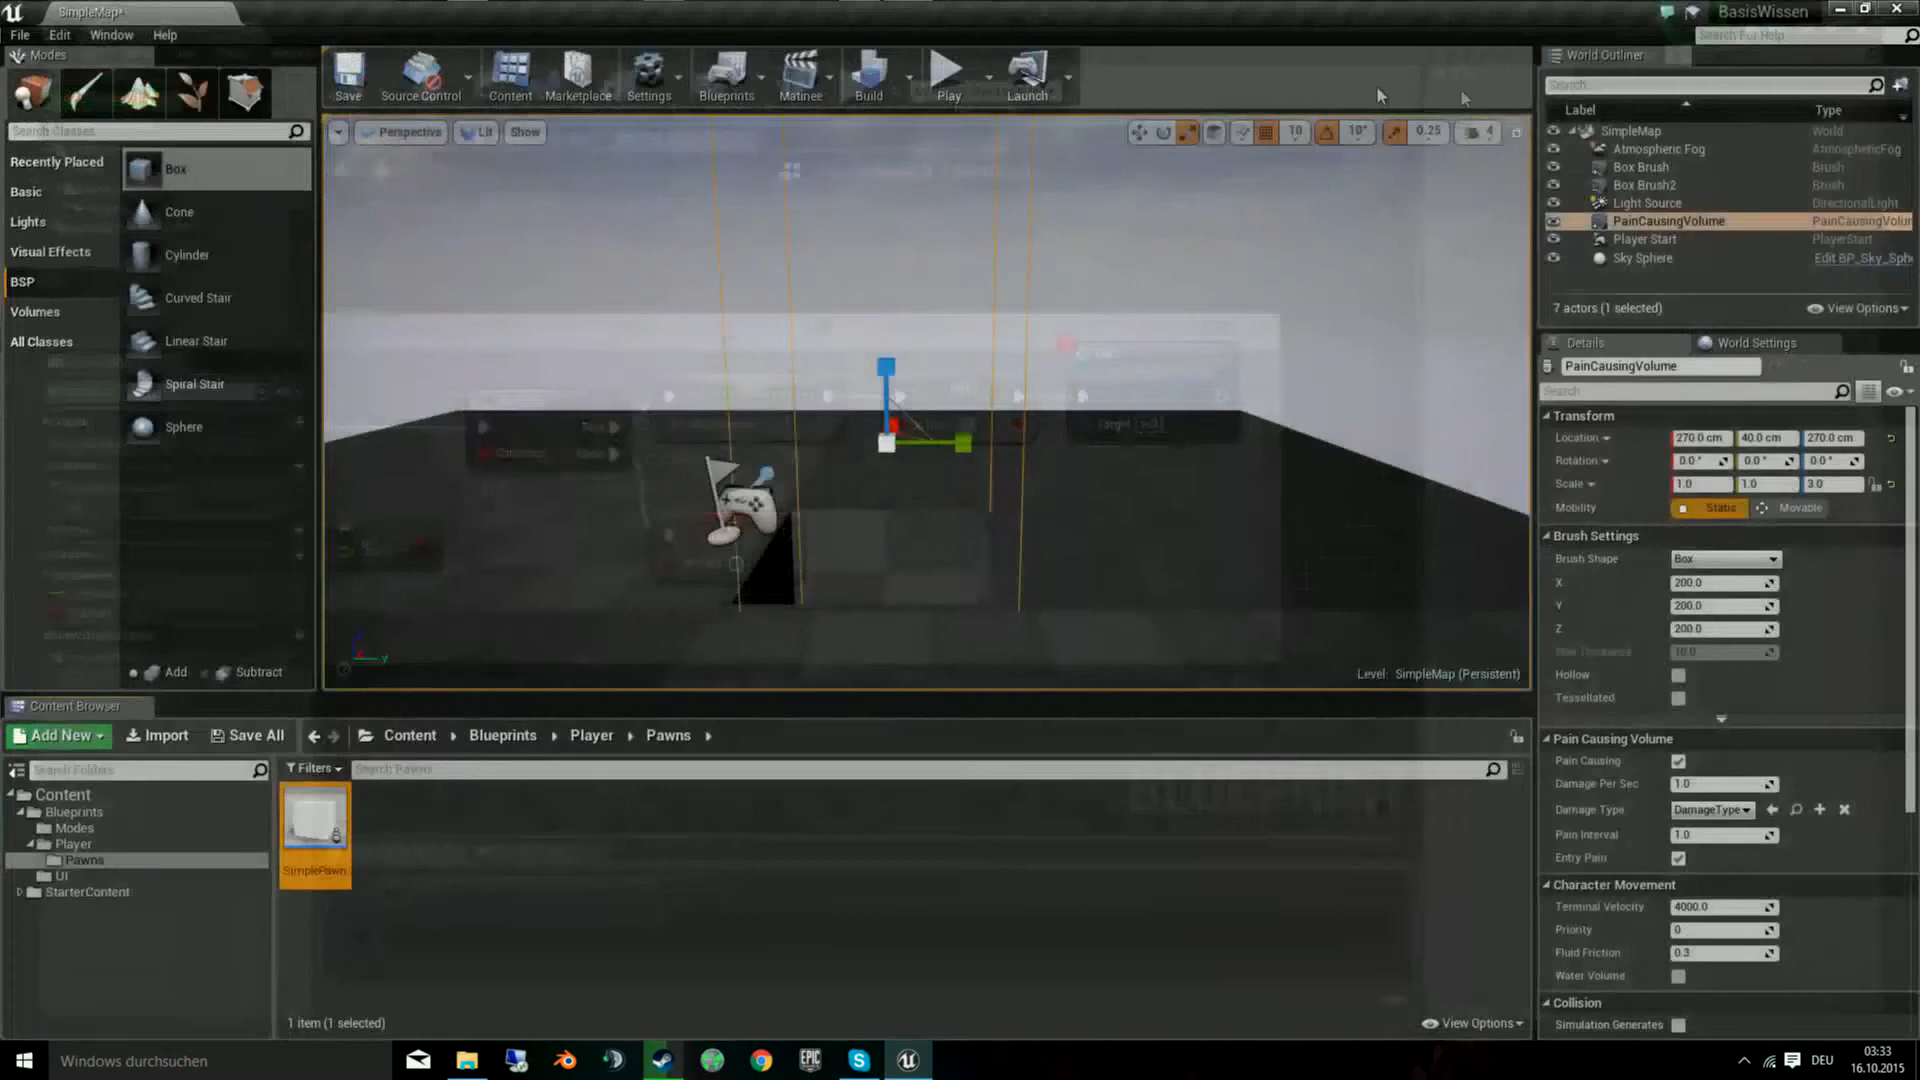 SimpleMap*
BasisWissen
File Edit Window Help
Search For Help
Modes
Search Classes
Recently Placed
Basic
Lights
Visual Effects
BSP
Volumes
All Classes
Box
Cone
Cylinder
Curved Stair
Linear Stair
Spiral Stair
Sphere
Add Subtract
Save Source Control Content Marketplace Settings Blueprints Matinee Build Play Launch
Perspective Lit Show
10 10° 0.25 4
Level: SimpleMap (Persistent)
World Outliner
Search...
Label Type
SimpleMap World
Atmospheric Fog AtmosphericFog
Box Brush Brush
Box Brush2 Brush
Light Source DirectionalLight
PainCausingVolume PainCausingVolu
Player Start PlayerStart
Sky Sphere Edit BP_Sky_Sph
7 actors (1 selected) View Options
Details World Settings
PainCausingVolume
Search
Transform
Location 270.0 cm 40.0 cm 270.0 cm
Rotation 0.0 ° 0.0 ° 0.0 °
Scale 1.0 1.0 3.0
Mobility Static Movable
Brush Settings
Brush Shape Box
X 200.0
Y 200.0
Z 200.0
10.0
Hollow
Tessellated
Pain Causing Volume
Pain Causing
Damage Per Sec 1.0
Damage Type DamageType
Pain Interval 1.0
Entry Pain
Character Movement
Terminal Velocity 4000.0
Priority 0
Fluid Friction 0.3
Water Volume
Collision
Simulation Generates
Content Browser
Add New Import Save All Content Blueprints Player Pawns
Search Folders
Filters Search Pawns
Content
Blueprints
Modes
Player
Pawns
UI
StarterContent
SimplePawn
1 item (1 selected) View Options
Windows durchsuchen
EPIC
DEU
03:33
16.10.2015